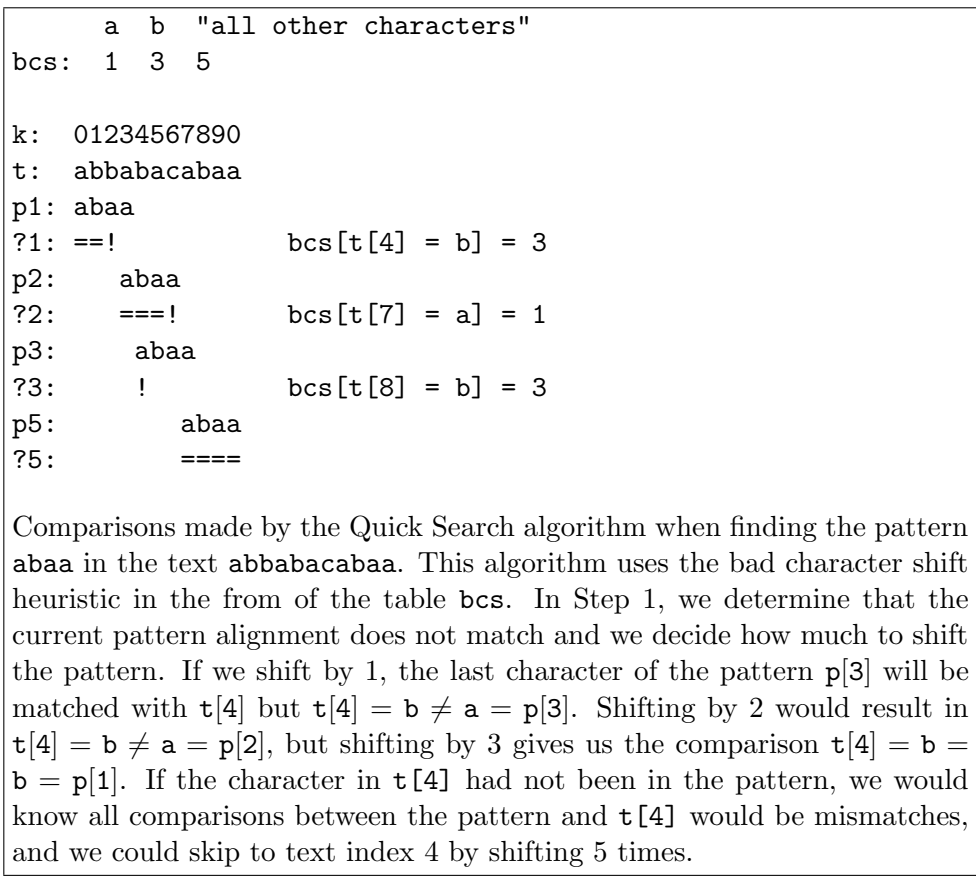 a  b  "all other characters"
bcs:  1  3  5
k:  01234567890
t:  abbabacabaa
p1: abaa
?1: ==!         bcs[t[4] = b] = 3
p2:    abaa
?2:    ===!     bcs[t[7] = a] = 1
p3:     abaa
?3:     !       bcs[t[8] = b] = 3
p5:        abaa
?5:        ====
Comparisons made by the Quick Search algorithm when finding the pattern
abaa in the text abbabacabaa. This algorithm uses the bad character shift
heuristic in the from of the table bcs. In Step 1, we determine that the
current pattern alignment does not match and we decide how much to shift
the pattern. If we shift by 1, the last character of the pattern p[3] will be
matched with t[4] but t[4] = b ≠ a = p[3]. Shifting by 2 would result in
t[4] = b ≠ a = p[2], but shifting by 3 gives us the comparison t[4] = b =
b = p[1]. If the character in t[4] had not been in the pattern, we would
know all comparisons between the pattern and t[4] would be mismatches,
and we could skip to text index 4 by shifting 5 times.